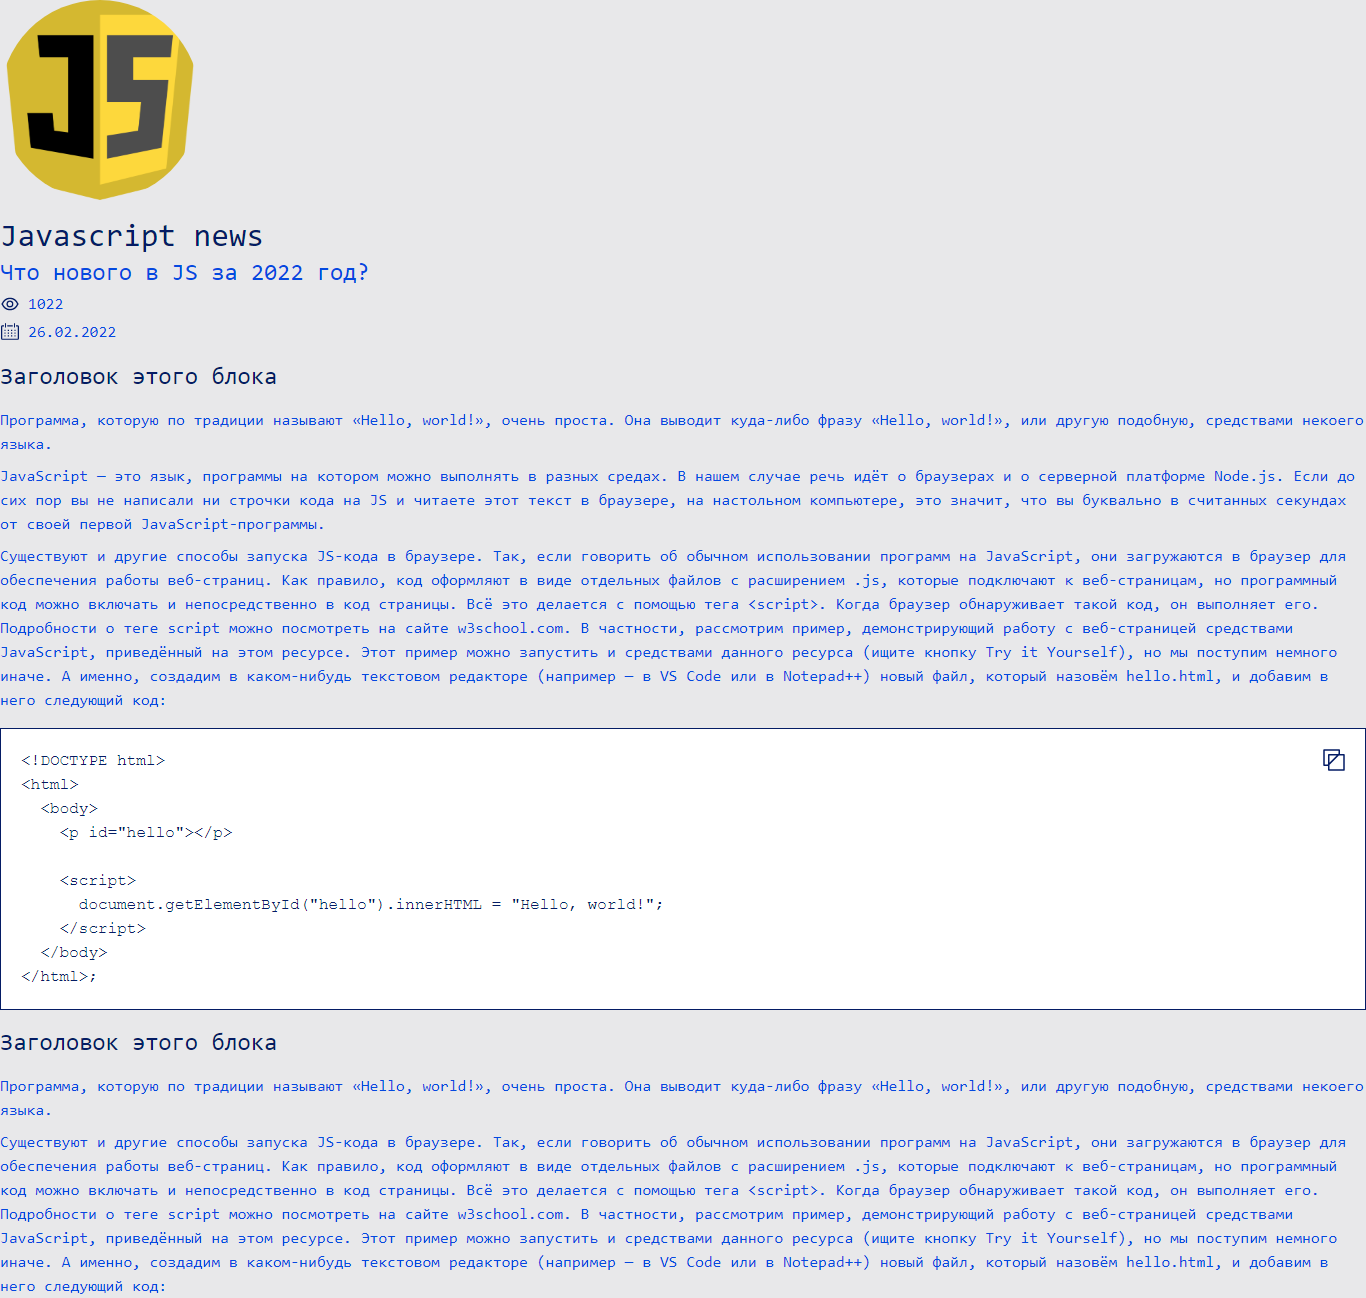 JS
Javascript news
Что нового в JS за 2022 год?
1022
26.02.2022
Заголовок этого блока
Программа, которую по традиции называют «Hello, world!», очень проста. Она выводит куда-либо фразу «Hello, world!», или другую подобную, средствами некоего
языка.
JavaScript — это язык, программы на котором можно выполнять в разных средах. В нашем случае речь идёт о браузерах и о серверной платформе Node.js. Если до
сих пор вы не написали ни строчки кода на JS и читаете этот текст в браузере, на настольном компьютере, это значит, что вы буквально в считанных секундах
от своей первой JavaScript-программы.
Существуют и другие способы запуска JS-кода в браузере. Так, если говорить об обычном использовании программ на JavaScript, они загружаются в браузер для
обеспечения работы веб-страниц. Как правило, код оформляют в виде отдельных файлов с расширением .js, которые подключают к веб-страницам, но программный
код можно включать и непосредственно в код страницы. Всё это делается с помощью тега <script>. Когда браузер обнаруживает такой код, он выполняет его.
Подробности о теге script можно посмотреть на сайте w3school.com. В частности, рассмотрим пример, демонстрирующий работу с веб-страницей средствами
JavaScript, приведённый на этом ресурсе. Этот пример можно запустить и средствами данного ресурса (ищите кнопку Try it Yourself), но мы поступим немного
иначе. А именно, создадим в каком-нибудь текстовом редакторе (например — в VS Code или в Notepad++) новый файл, который назовём hello.html, и добавим в
него следующий код:
<!DOCTYPE html>
<html>
<body>
<p id="hello"></p>
<script>
document.getElementById("hello").innerHTML = "Hello, world!";
</script>
</body>
</html>;
Заголовок этого блока
Программа, которую по традиции называют «Hello, world!», очень проста. Она выводит куда-либо фразу «Hello, world!», или другую подобную, средствами некоего
языка.
Существуют и другие способы запуска JS-кода в браузере. Так, если говорить об обычном использовании программ на JavaScript, они загружаются в браузер для
обеспечения работы веб-страниц. Как правило, код оформляют в виде отдельных файлов с расширением .js, которые подключают к веб-страницам, но программный
код можно включать и непосредственно в код страницы. Всё это делается с помощью тега <script>. Когда браузер обнаруживает такой код, он выполняет его.
Подробности о теге script можно посмотреть на сайте w3school.com. В частности, рассмотрим пример, демонстрирующий работу с веб-страницей средствами
JavaScript, приведённый на этом ресурсе. Этот пример можно запустить и средствами данного ресурса (ищите кнопку Try it Yourself), но мы поступим немного
иначе. А именно, создадим в каком-нибудь текстовом редакторе (например — в VS Code или в Notepad++) новый файл, который назовём hello.html, и добавим в
него следующий код: